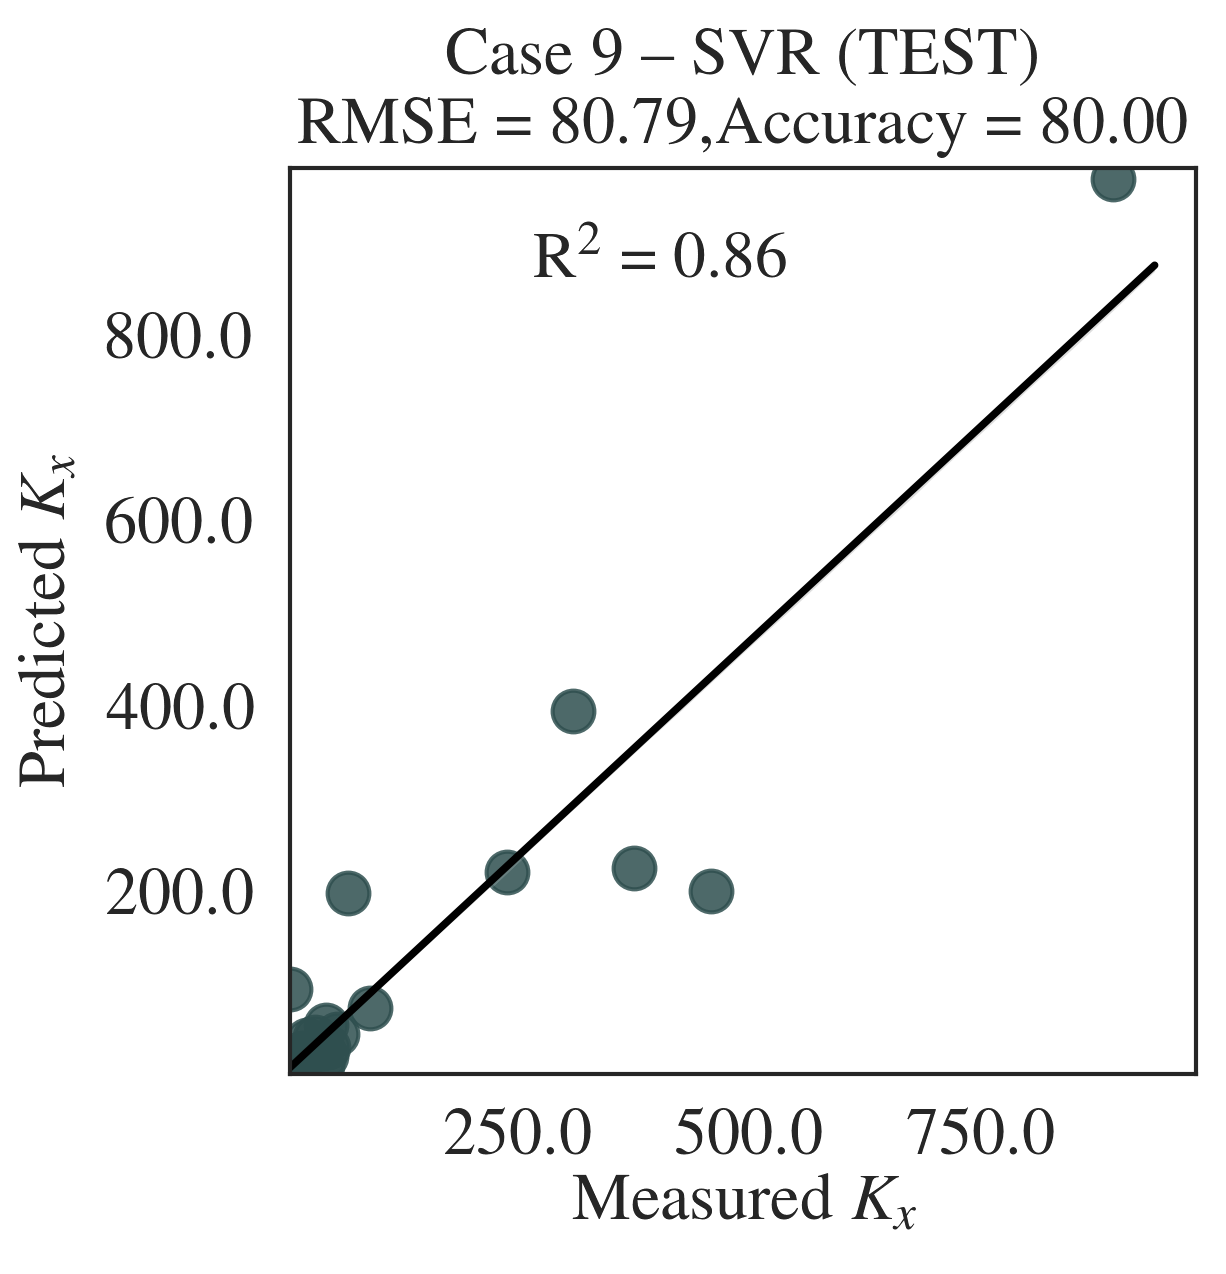 Case 9 – SVR (TEST)
RMSE = 80.79,Accuracy = 80.00
R² = 0.86
800.0
600.0
400.0
200.0
Predicted Kₓ
250.0 500.0 750.0
Measured Kₓ